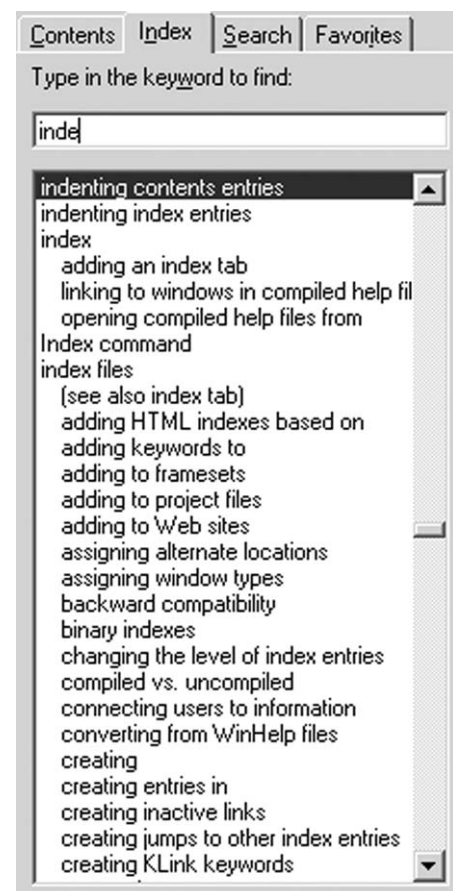 Contents Index Search Favorites
Type in the keyword to find:
inde
indenting contents entries
indenting index entries
index
adding an index tab
linking to windows in compiled help fil
opening compiled help files from
Index command
index files
(see also index tab)
adding HTML indexes based on
adding keywords to
adding to framesets
adding to project files
adding to Web sites
assigning alternate locations
assigning window types
backward compatibility
binary indexes
changing the level of index entries
compiled vs. uncompiled
connecting users to information
converting from WinHelp files
creating
creating entries in
creating inactive links
creating jumps to other index entries
creating KLink keywords